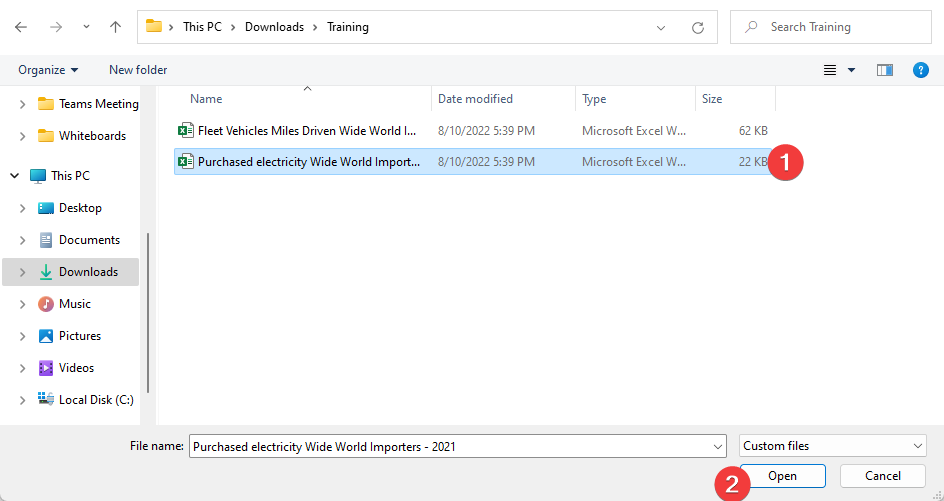 This PC > Downloads > Training
Search Training
Organize
New folder
?
Name
Date modified
Type
Size
Fleet Vehicles Miles Driven Wide World I...
8/10/2022 5:39 PM
Microsoft Excel W...
62 KB
Purchased electricity Wide World Import...
8/10/2022 5:39 PM
Microsoft Excel W...
22 KB
1
Teams Meeting
Whiteboards
This PC
Desktop
Documents
Downloads
Music
Pictures
Videos
Local Disk (C:)
File name:
Purchased electricity Wide World Importers - 2021
Custom files
2
Open
Cancel